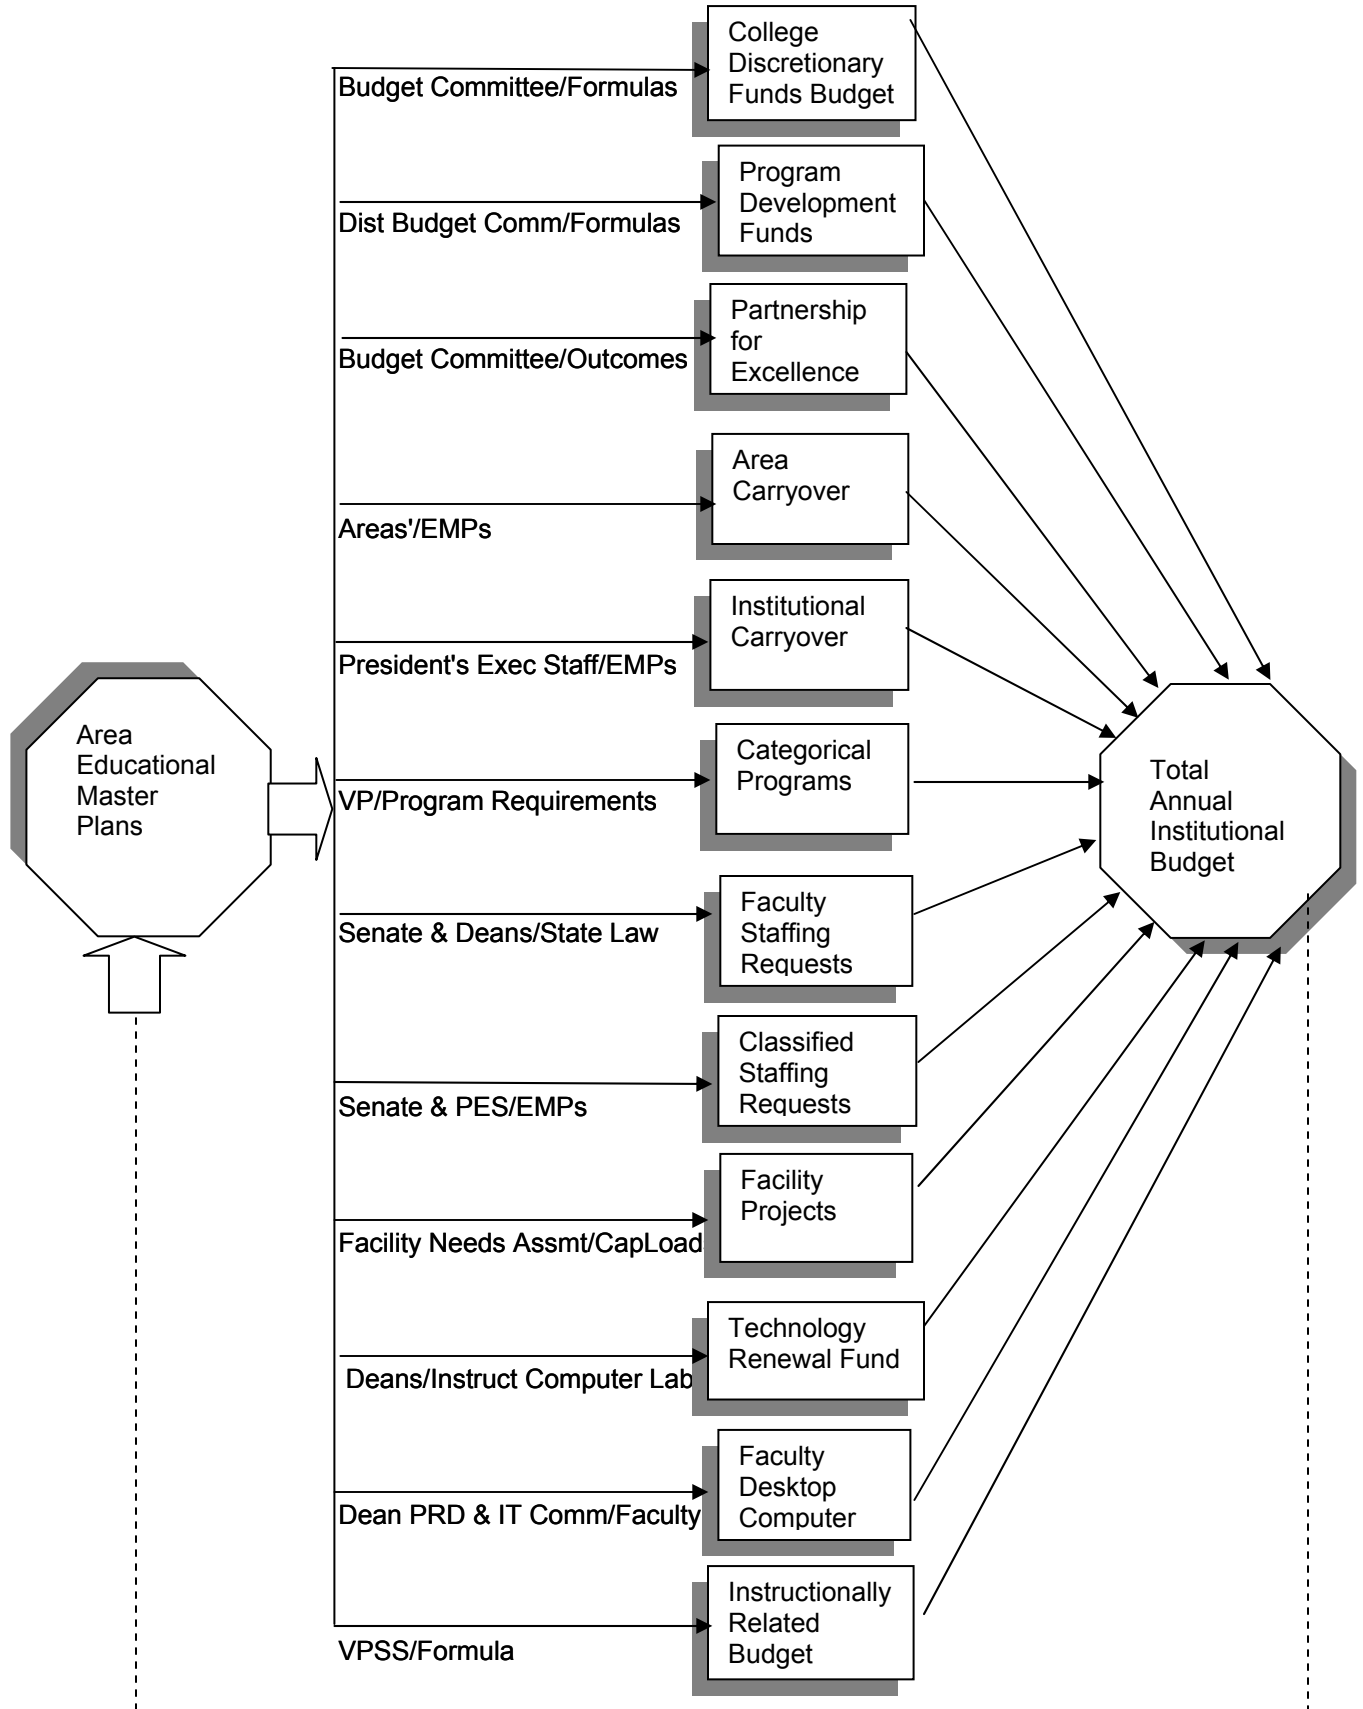 College
Discretionary
Funds Budget
Budget Committee/Formulas
Program
Development
Funds
Dist Budget Comm/Formulas
Partnership
for
Excellence
Budget Committee/Outcomes
Area
Carryover
Areas'/EMPs
Institutional
Carryover
President's Exec Staff/EMPs
Area
Educational
Master
Plans
Categorical
Programs
VP/Program Requirements
Total
Annual
Institutional
Budget
Faculty
Staffing
Requests
Senate & Deans/State Law
Classified
Staffing
Requests
Senate & PES/EMPs
Facility
Projects
Facility Needs Assmt/CapLoad
Technology
Renewal Fund
Deans/Instruct Computer Lab
Faculty
Desktop
Computer
Dean PRD & IT Comm/Faculty
Instructionally
Related
Budget
VPSS/Formula